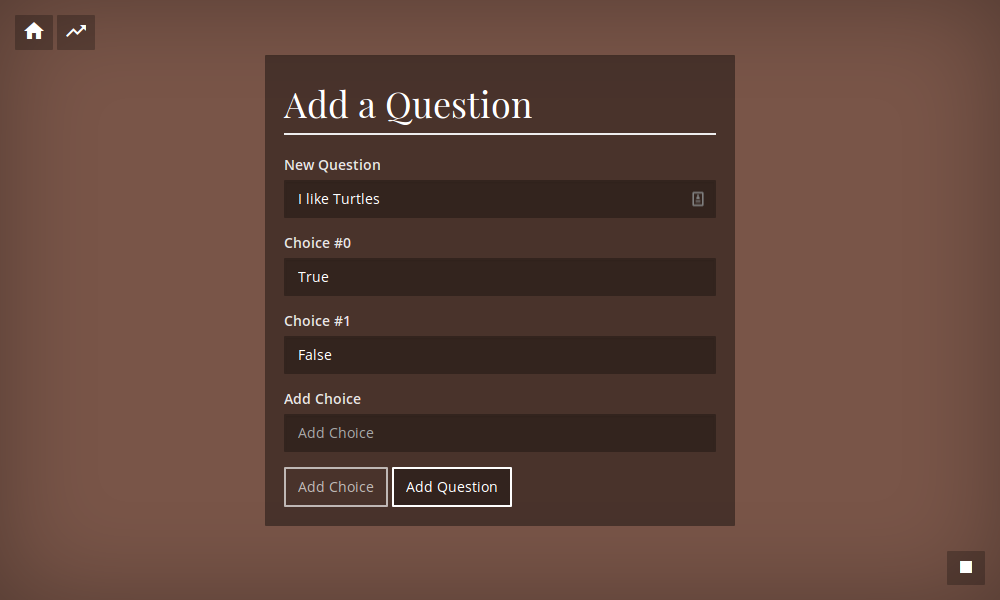 Add a Question
New Question
I like Turtles
Choice #0
True
Choice #1
False
Add Choice
Add Choice
Add Choice Add Question